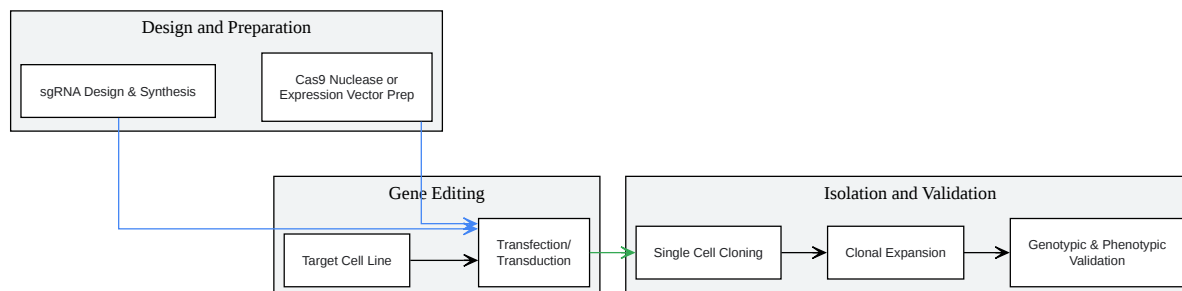 Design and Preparation
sgRNA Design & Synthesis
Cas9 Nuclease or
Expression Vector Prep
Gene Editing
Target Cell Line
Transfection/
Transduction
Isolation and Validation
Single Cell Cloning
Clonal Expansion
Genotypic & Phenotypic
Validation